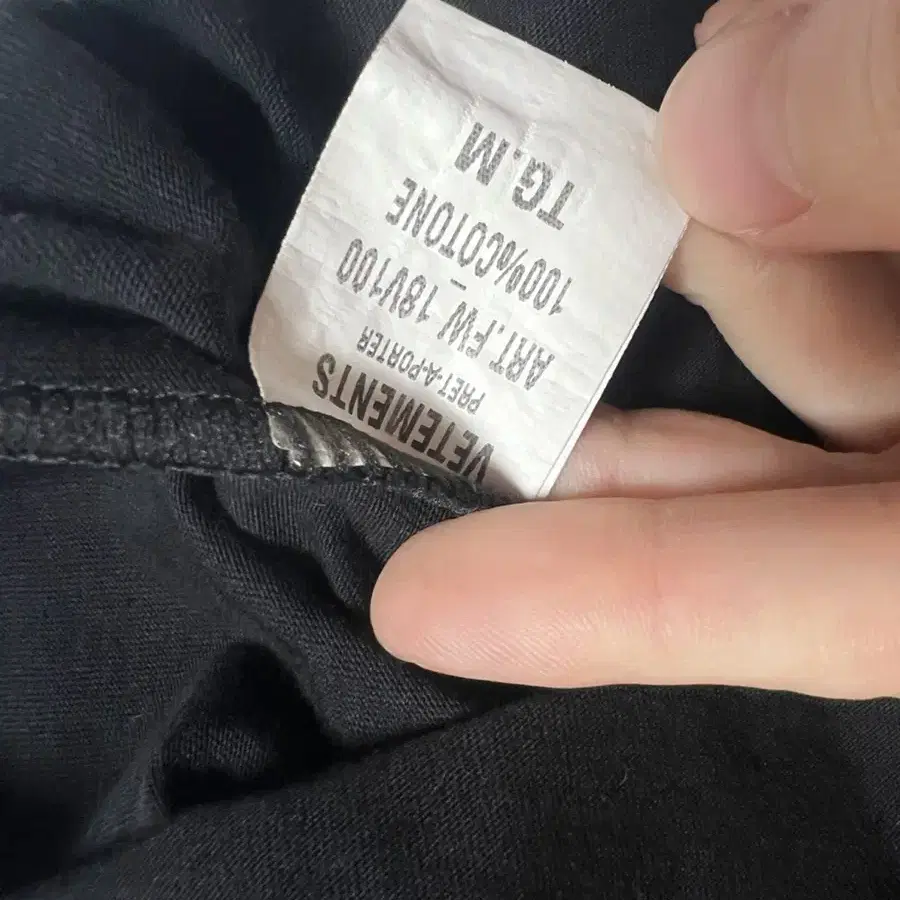 VETEMENTS
PRET-A-PORTER
ART.FW 18V100
–
100%COTONE
TG.M